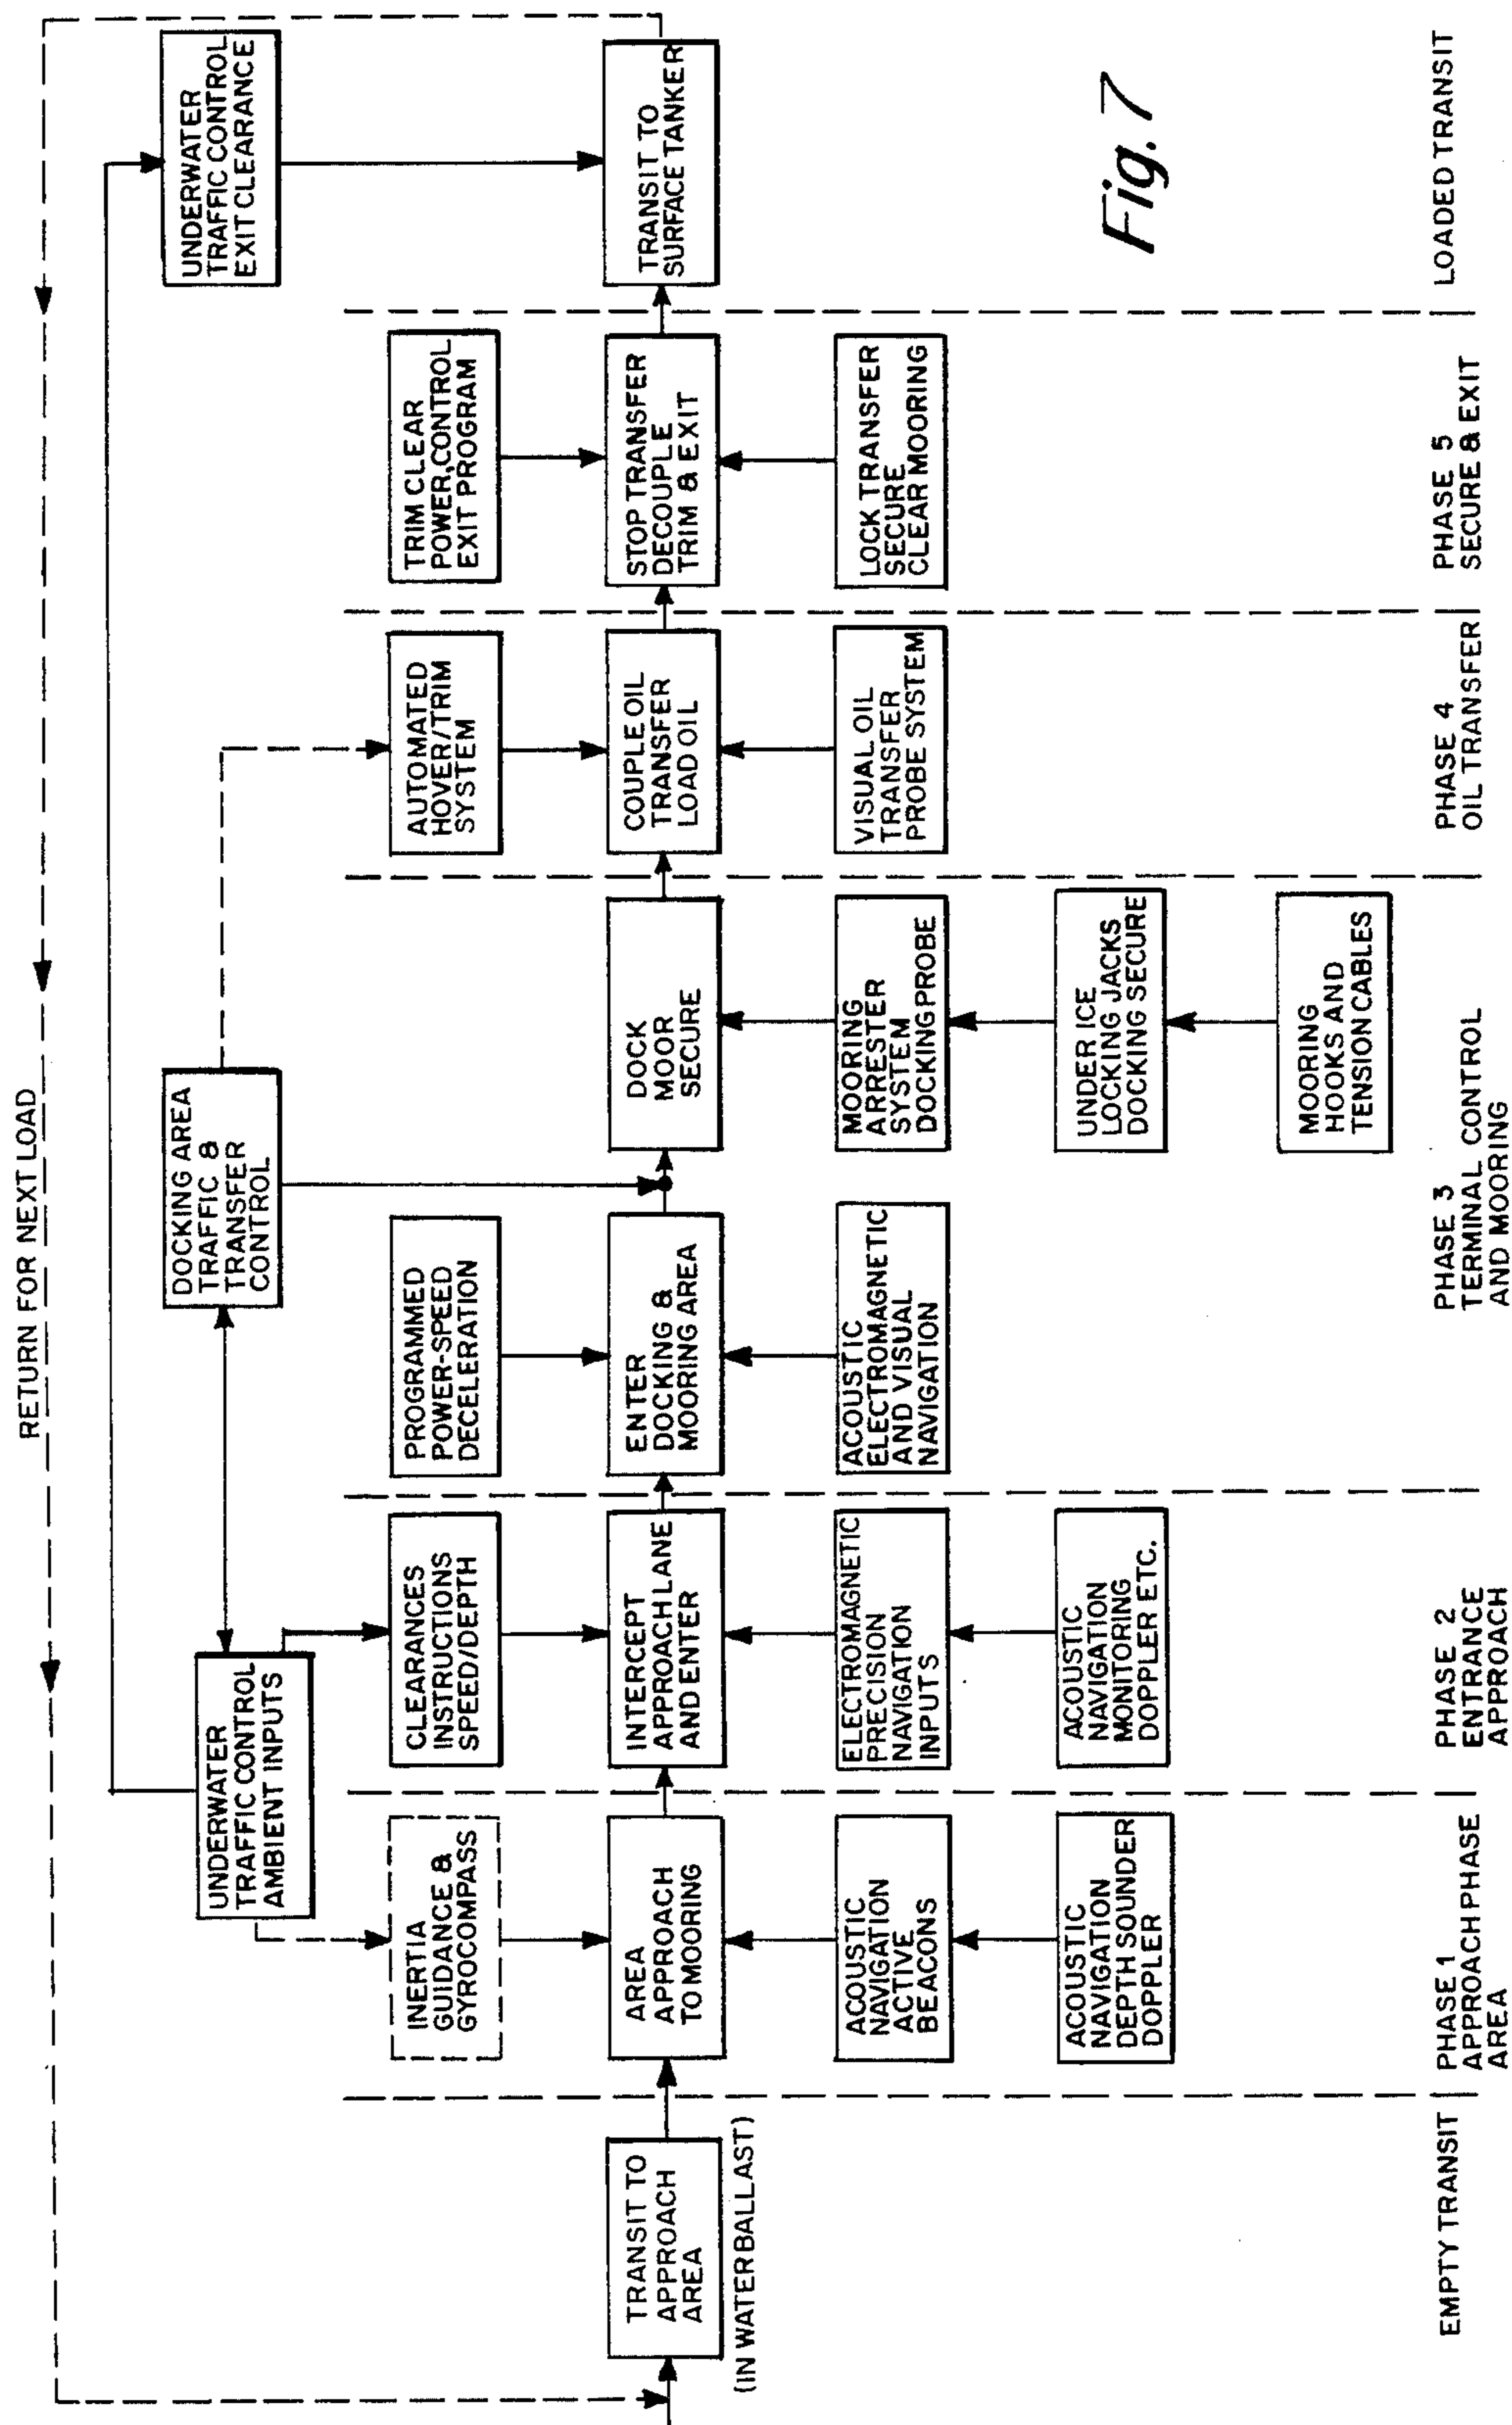 RETURN FOR NEXT LOAD
UNDERWATER
TRAFFIC CONTROL
AMBIENT INPUTS
DOCKING AREA
TRAFFIC &
TRANSFER
CONTROL
UNDERWATER
TRAFFIC CONTROL
EXIT CLEARANCE
INERTIA
GUIDANCE &
GYROCOMPASS
CLEARANCES
INSTRUCTIONS
SPEED/DEPTH
PROGRAMMED
POWER-SPEED
DECELERATION
AUTOMATED
HOVER/TRIM
SYSTEM
TRIM CLEAR
POWER,CONTROL
EXIT PROGRAM
TRANSIT TO
APPROACH
AREA
(IN WATER BALLAST)
AREA
APPROACH
TO MOORING
INTERCEPT
APPROACH LANE
AND ENTER
ENTER
DOCKING &
MOORING AREA
DOCK
MOOR
SECURE
COUPLE OIL
TRANSFER
LOAD OIL
STOP TRANSFER
DECOUPLE
TRIM & EXIT
TRANSIT TO
SURFACE TANKER
ACOUSTIC
NAVIGATION
ACTIVE
BEACONS
ELECTROMAGNETIC
PRECISION
NAVIGATION
INPUTS
ACOUSTIC
ELECTROMAGNETIC
AND VISUAL
NAVIGATION
MOORING
ARRESTER
SYSTEM
DOCKING PROBE
VISUAL OIL
TRANSFER
PROBE SYSTEM
LOCK TRANSFER
SECURE
CLEAR MOORING
ACOUSTIC
NAVIGATION
DEPTH SOUNDER
DOPPLER
ACOUSTIC
NAVIGATION
MONITORING
DOPPLER ETC.
UNDER ICE
LOCKING JACKS
DOCKING SECURE
MOORING
HOOKS AND
TENSION CABLES
Fig. 7
EMPTY TRANSIT
PHASE 1
APPROACH PHASE
AREA
PHASE 2
ENTRANCE
APPROACH
PHASE 3
TERMINAL CONTROL
AND MOORING
PHASE 4
OIL TRANSFER
PHASE 5
SECURE & EXIT
LOADED TRANSIT